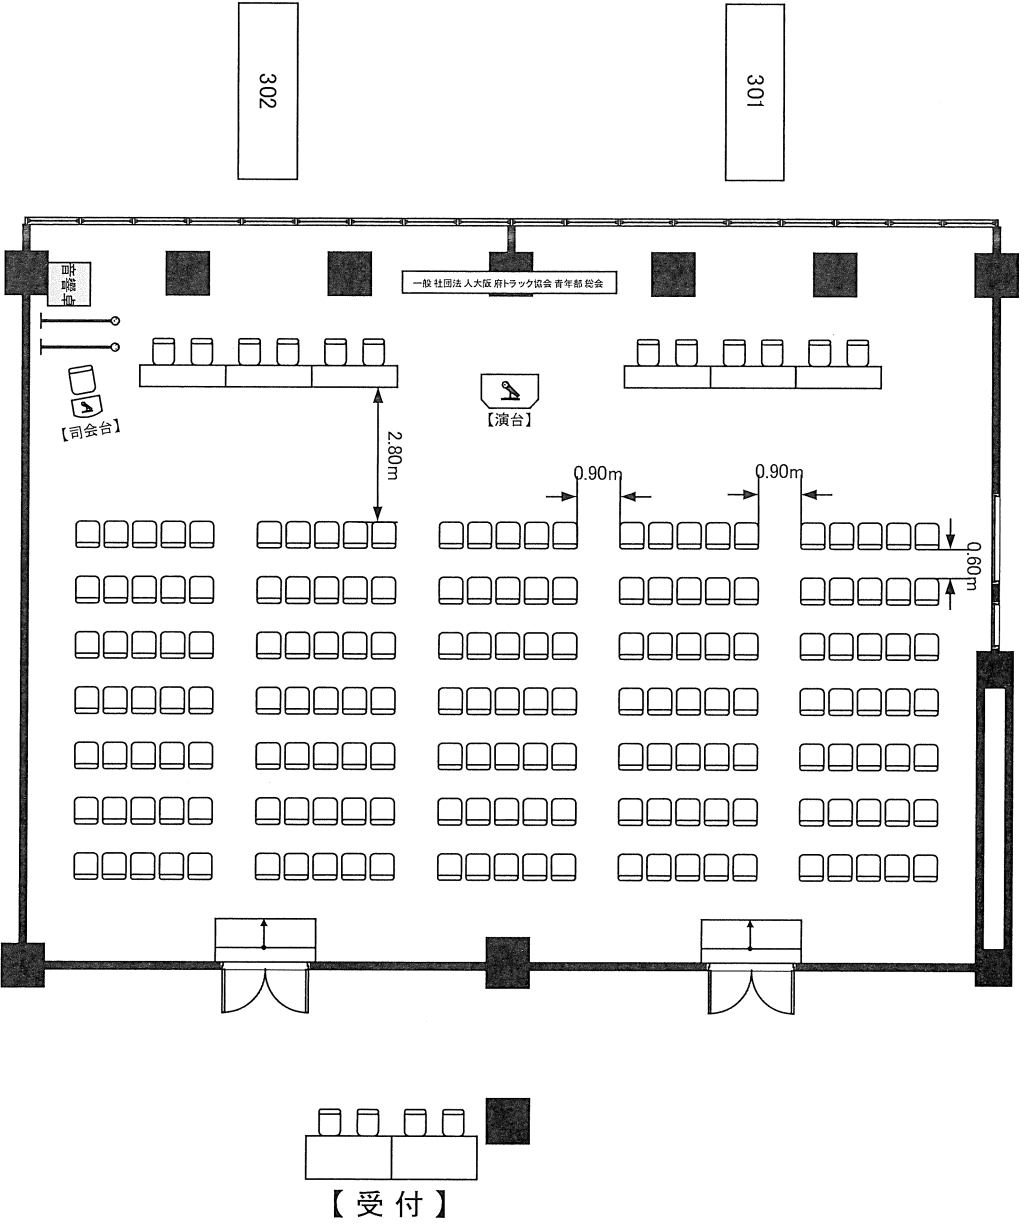 302
301
音響卓
一般社団法人大阪府トラック協会青年部総会
【司会台】
【演台】
2.80m
0.90m
0.90m
0.60m
【受付】